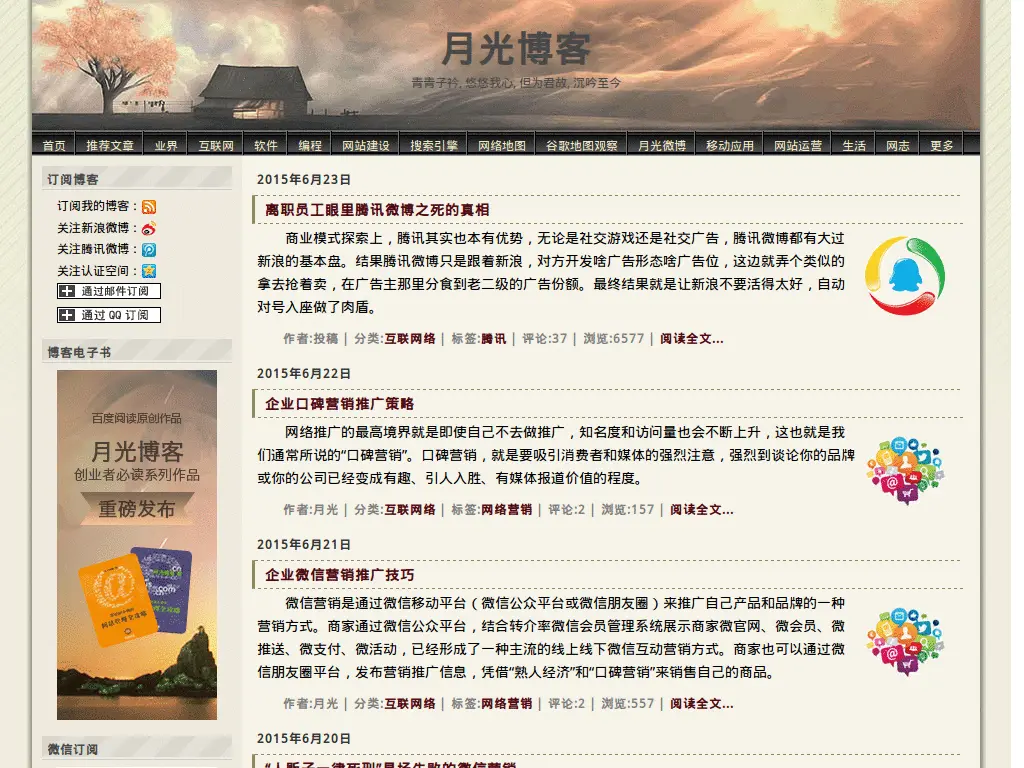 月光博客
青青子衿, 悠悠我心, 但为君故, 沉吟至今
首页 推荐文章 业界 互联网 软件 编程 网站建设 搜索引擎 网络地图 谷歌地图观察 月光微博 移动应用 网站运营 生活 网志 更多
订阅博客
订阅我的博客：
关注新浪微博：
关注腾讯微博：
关注认证空间：
通过邮件订阅
通过 QQ 订阅
博客电子书
百度阅读原创作品
月光博客
创业者必读系列作品
重磅发布
微信订阅
2015年6月23日
离职员工眼里腾讯微博之死的真相
商业模式探索上，腾讯其实也本有优势，无论是社交游戏还是社交广告，腾讯微博都有大过
新浪的基本盘。结果腾讯微博只是跟着新浪，对方开发啥广告形态啥广告位，这边就弄个类似的
拿去抢着卖，在广告主那里分食到老二级的广告份额。最终结果就是让新浪不要活得太好，自动
对号入座做了肉盾。
作者:投稿 | 分类:互联网络 | 标签:腾讯 | 评论:37 | 浏览:6577 | 阅读全文...
2015年6月22日
企业口碑营销推广策略
网络推广的最高境界就是即使自己不去做推广，知名度和访问量也会不断上升，这也就是我
们通常所说的“口碑营销”。口碑营销，就是要吸引消费者和媒体的强烈注意，强烈到谈论你的品牌
或你的公司已经变成有趣、引人入胜、有媒体报道价值的程度。
作者:月光 | 分类:互联网络 | 标签:网络营销 | 评论:2 | 浏览:157 | 阅读全文...
2015年6月21日
企业微信营销推广技巧
微信营销是通过微信移动平台（微信公众平台或微信朋友圈）来推广自己产品和品牌的一种
营销方式。商家通过微信公众平台，结合转介率微信会员管理系统展示商家微官网、微会员、微
推送、微支付、微活动，已经形成了一种主流的线上线下微信互动营销方式。商家也可以通过微
信朋友圈平台，发布营销推广信息，凭借“熟人经济”和“口碑营销”来销售自己的商品。
作者:月光 | 分类:互联网络 | 标签:网络营销 | 评论:2 | 浏览:557 | 阅读全文...
2015年6月20日
“人贩子一律死刑”是场失败的微信营销